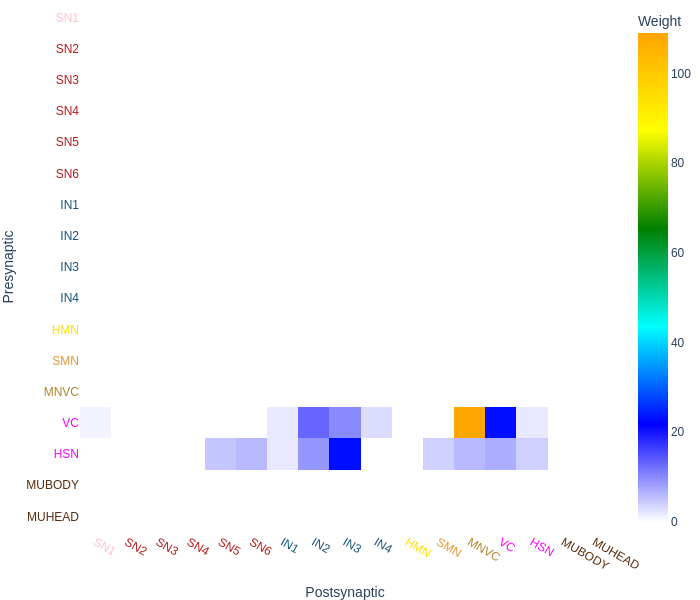 Weight
SN1
SN2
SN3
SN4
SN5
SN6
IN1
IN2
IN3
IN4
HMN
SMN
MNVC
VC
HSN
MUBODY
MUHEAD
Presynaptic
100
80
60
40
20
0
SN1 SN2 SN3 SN4 SN5 SN6 IN1 IN2 IN3 IN4 HMN SMN MNVC VC HSN MUBODY MUHEAD
Postsynaptic